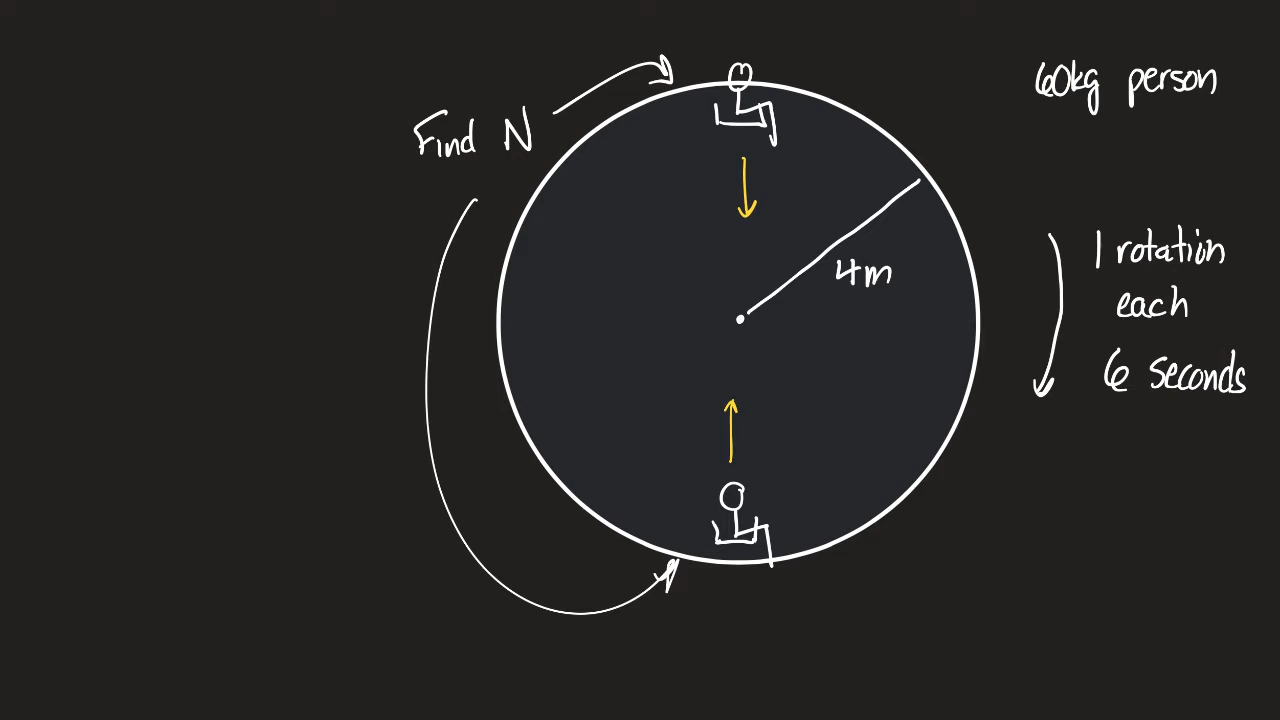 60kg person
Find N
1 rotation
each
6 seconds
4m